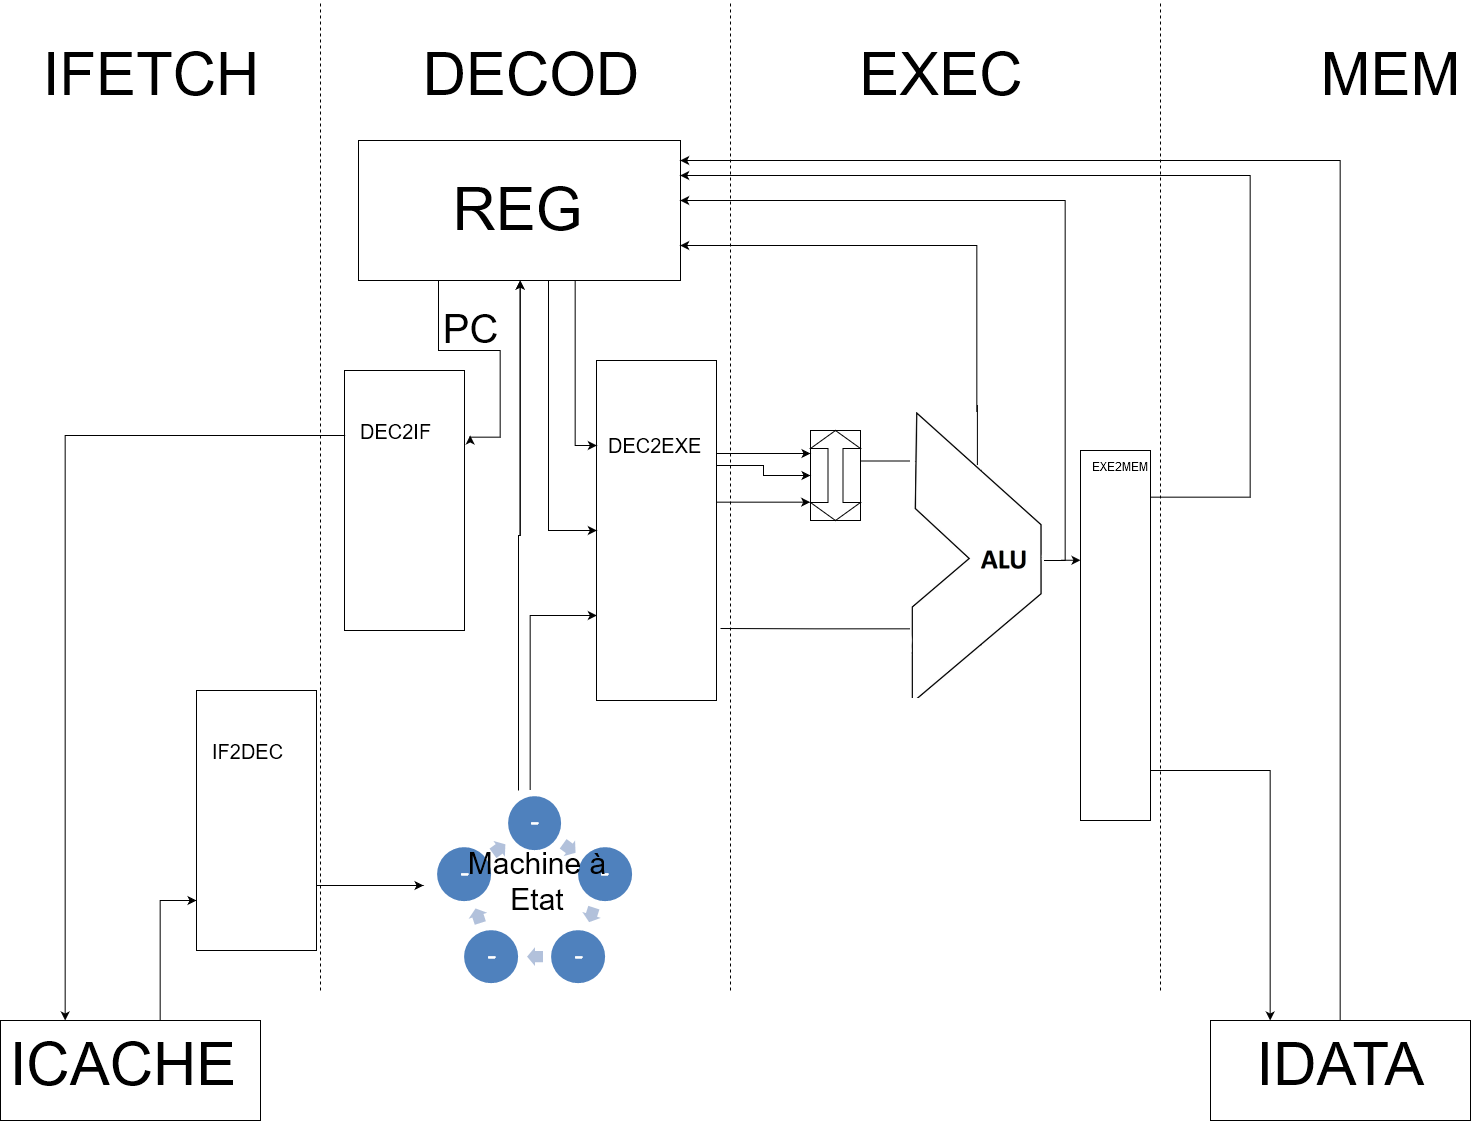 IFETCH
DECOD
EXEC
MEM
REG
PC
DEC2IF
DEC2EXE
EXE2MEM
ALU
IF2DEC
-
-
-
Machine à
Etat
-
-
ICACHE
IDATA